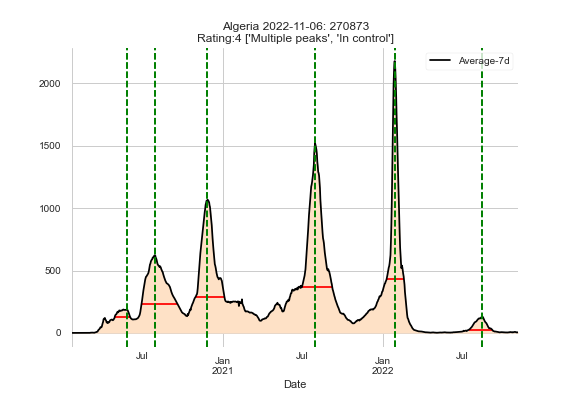 Algeria 2022-11-06: 270873
Rating:4 ['Multiple peaks', 'In control']
Average-7d
2000
1500
1000
500
0
Jul Jan Jul Jan Jul
2021 2022
Date